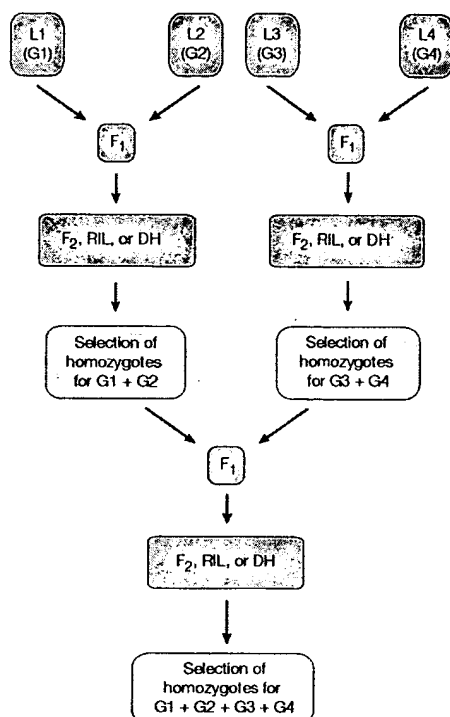 L1
(G1)
L2
(G2)
L3
(G3)
L4
(G4)
F₁
F₁
F₂, RIL, or DH
F₂, RIL, or DH
Selection of
homozygotes
for G1 + G2
Selection of
homozygotes
for G3 + G4
F₁
F₂, RIL, or DH
Selection of
homozygotes for
G1 + G2 + G3 + G4